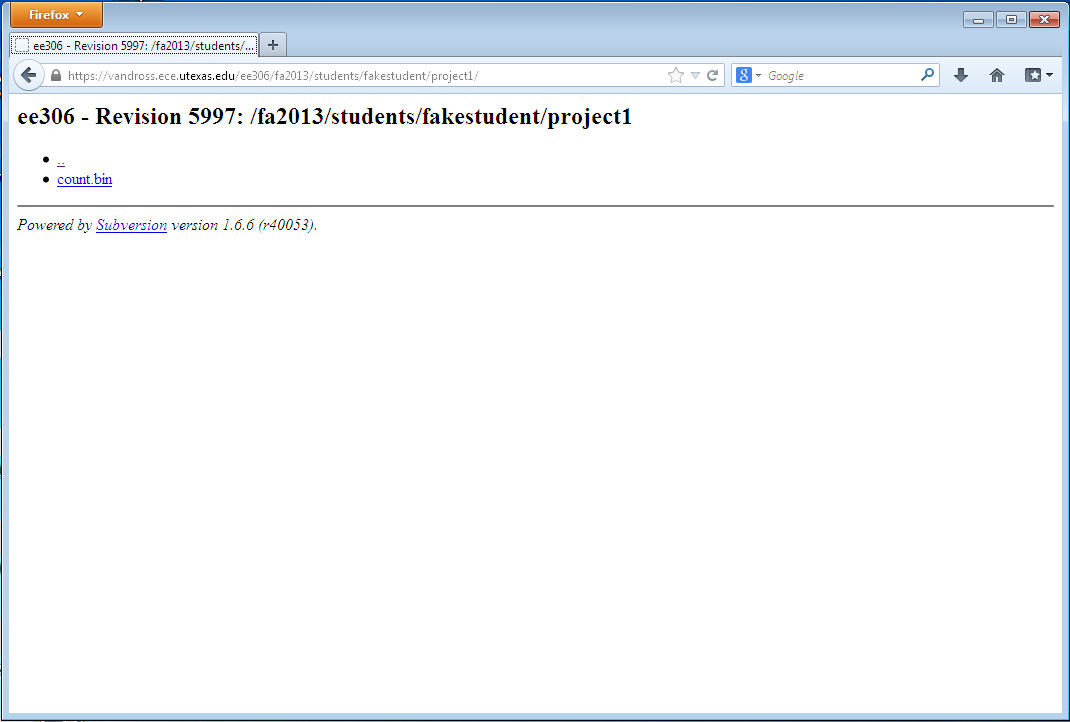 Firefox
ee306 - Revision 5997: /fa2013/students/...
https://vandross.ece.utexas.edu/ee306/fa2013/students/fakestudent/project1/
Google
ee306 - Revision 5997: /fa2013/students/fakestudent/project1
• ..
• count.bin
Powered by Subversion version 1.6.6 (r40053).